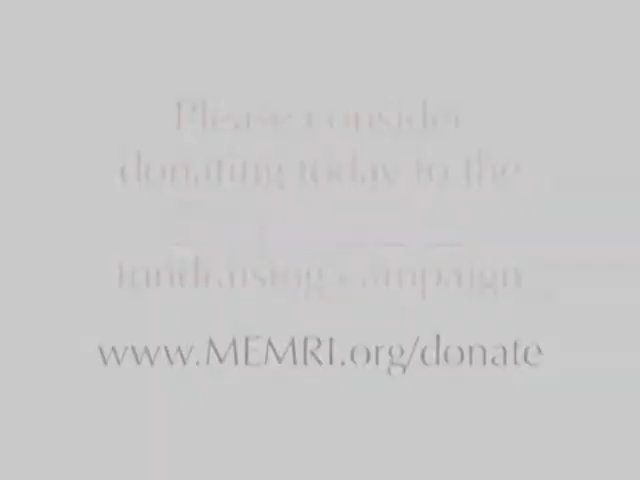 Please consider
donating today to the
fundraising campaign
www.MEMRI.org/donate